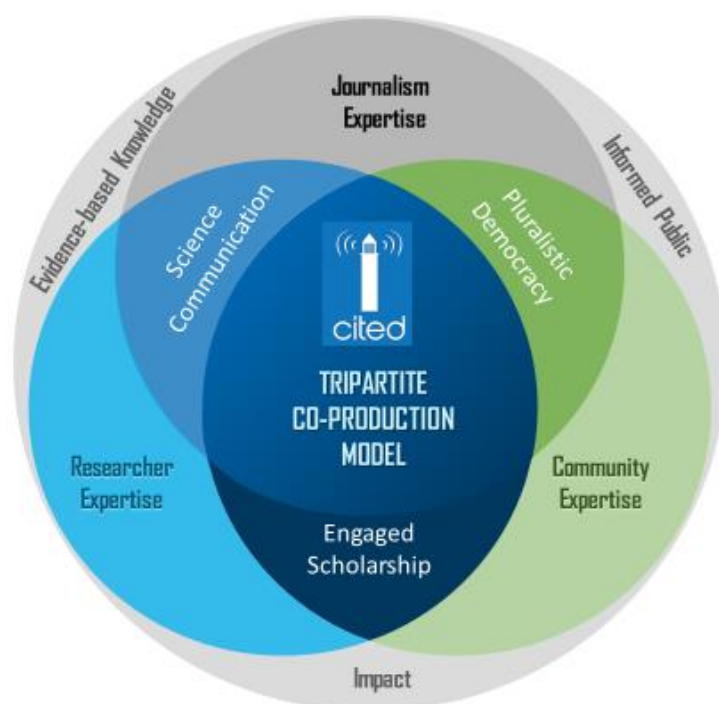 Journalism
Expertise
Evidence-based Knowledge
Informed Public
Science
Communication
Pluralistic
Democracy
cited
TRIPARTITE
CO-PRODUCTION
MODEL
Researcher
Expertise
Community
Expertise
Engaged
Scholarship
Impact